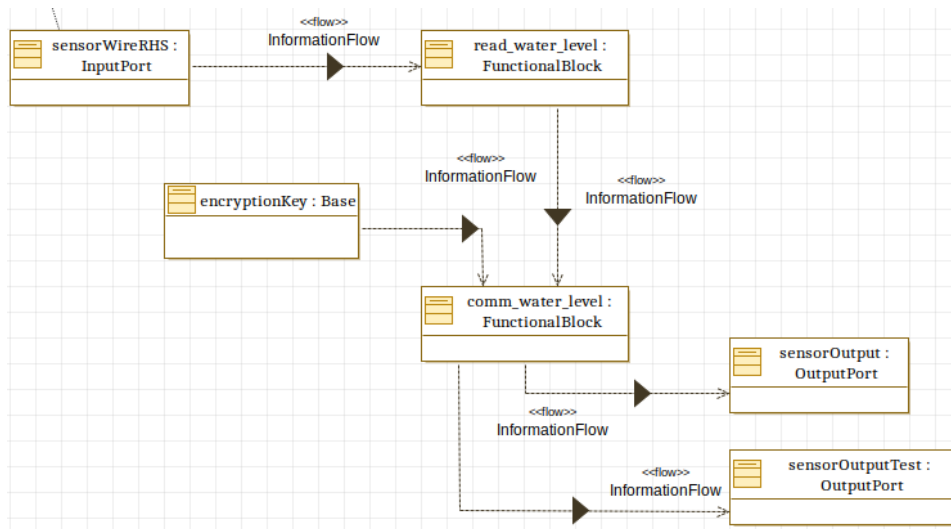 <<flow>>
InformationFlow
sensorWireRHS :
InputPort
read_water_level :
FunctionalBlock
<<flow>>
InformationFlow
<<flow>>
InformationFlow
encryptionKey : Base
comm_water_level :
FunctionalBlock
sensorOutput :
OutputPort
<<flow>>
InformationFlow
sensorOutputTest :
OutputPort
<<flow>>
InformationFlow